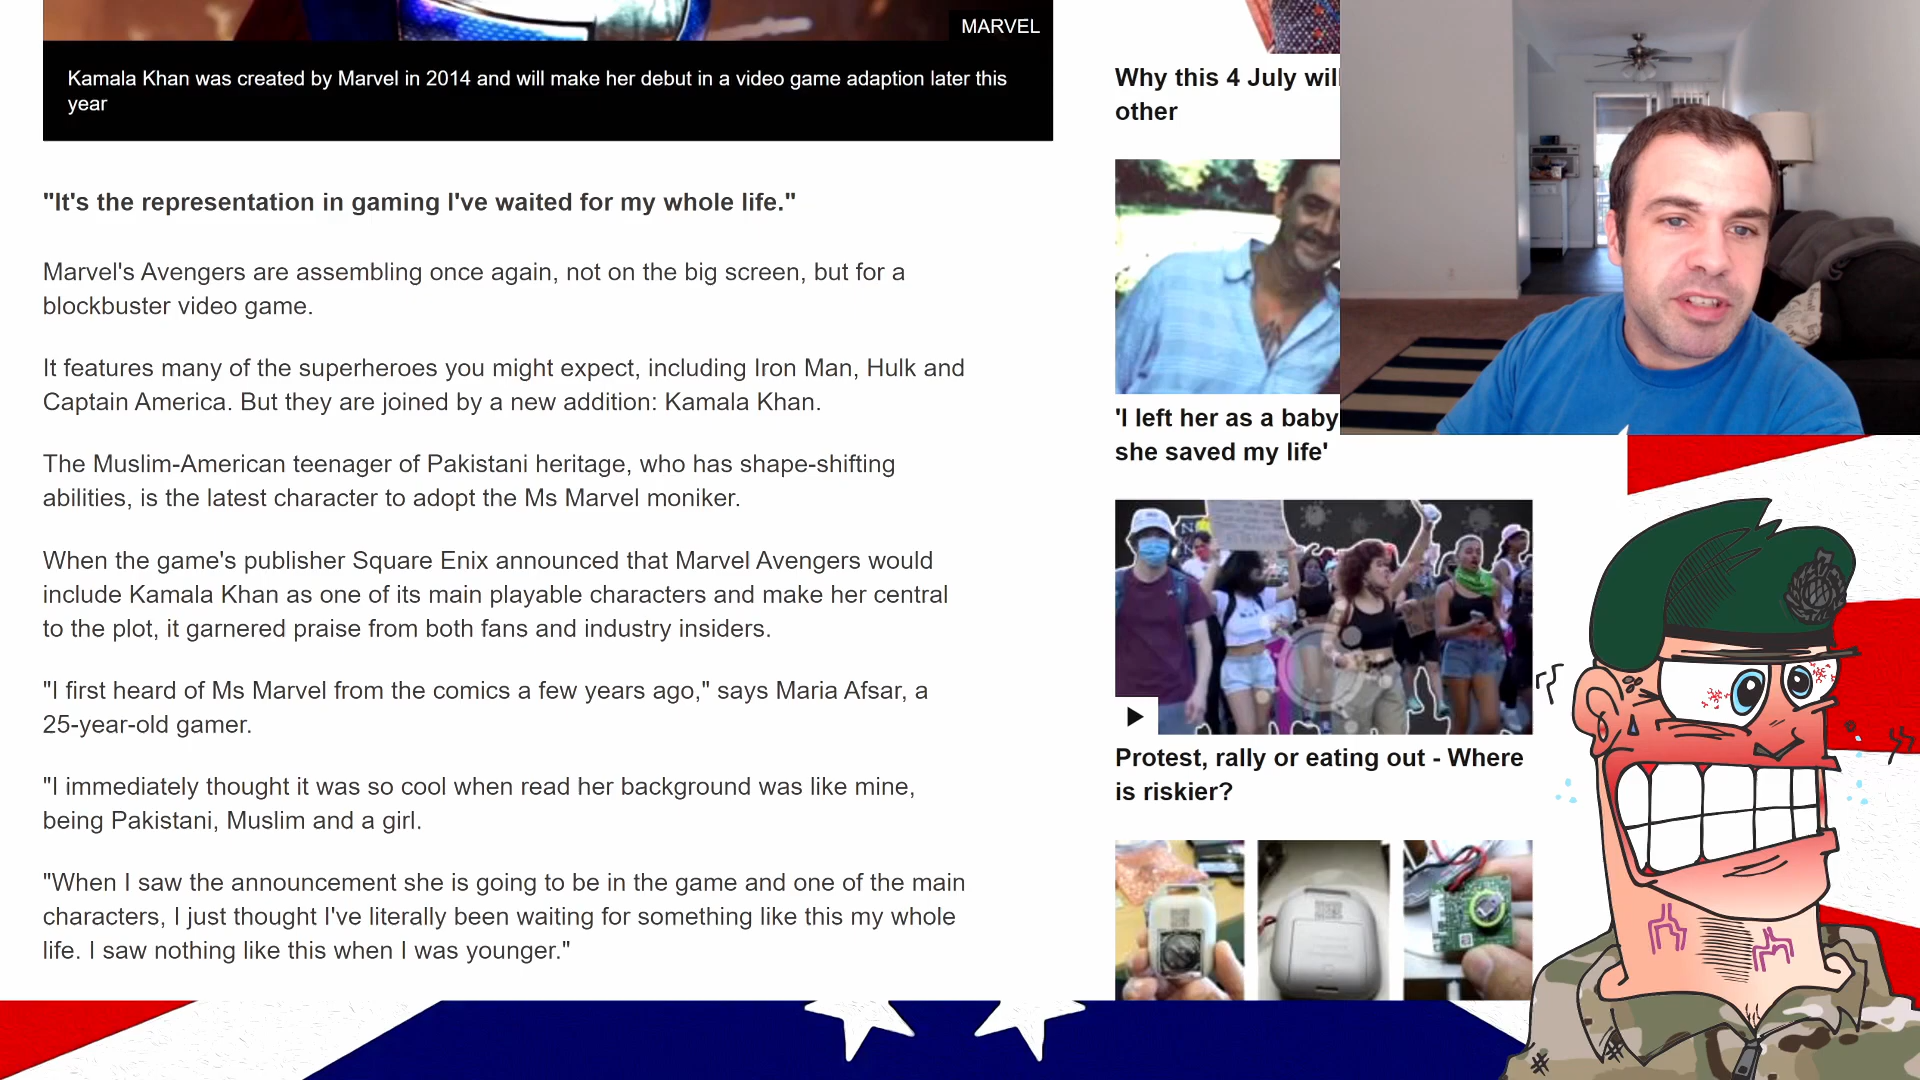 MARVEL
Kamala Khan was created by Marvel in 2014 and will make her debut in a video game adaption later this
year
"It's the representation in gaming I've waited for my whole life."
Marvel's Avengers are assembling once again, not on the big screen, but for a
blockbuster video game.
It features many of the superheroes you might expect, including Iron Man, Hulk and
Captain America. But they are joined by a new addition: Kamala Khan.
The Muslim-American teenager of Pakistani heritage, who has shape-shifting
abilities, is the latest character to adopt the Ms Marvel moniker.
When the game's publisher Square Enix announced that Marvel Avengers would
include Kamala Khan as one of its main playable characters and make her central
to the plot, it garnered praise from both fans and industry insiders.
"I first heard of Ms Marvel from the comics a few years ago," says Maria Afsar, a
25-year-old gamer.
"I immediately thought it was so cool when read her background was like mine,
being Pakistani, Muslim and a girl.
"When I saw the announcement she is going to be in the game and one of the main
characters, I just thought I've literally been waiting for something like this my whole
life. I saw nothing like this when I was younger."
Why this 4 July will
other
'I left her as a baby
she saved my life'
Protest, rally or eating out - Where
is riskier?